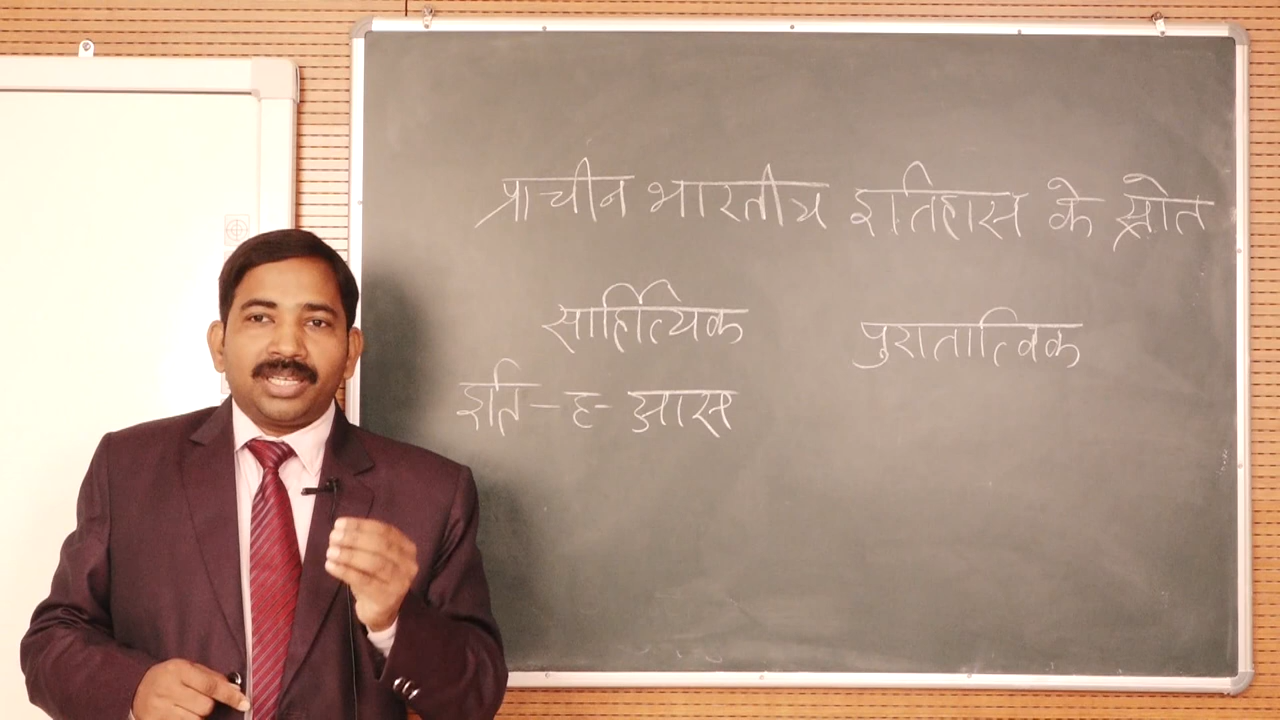 प्राचीन भारतीय इतिहास के स्रोत
साहित्यिक पुरातात्विक
इति - ह - आस